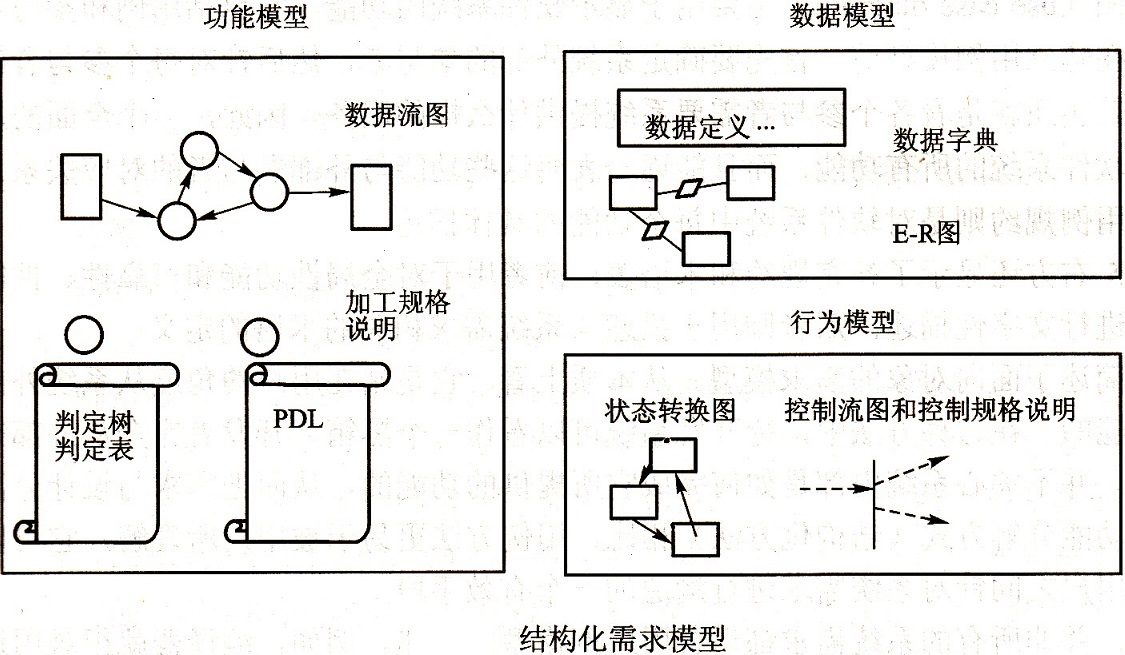 功能模型
数据流图
加工规格
说明
判定树
判定表
PDL
数据模型
数据定义…
数据字典
E-R图
行为模型
状态转换图
控制流图和控制规格说明
结构化需求模型